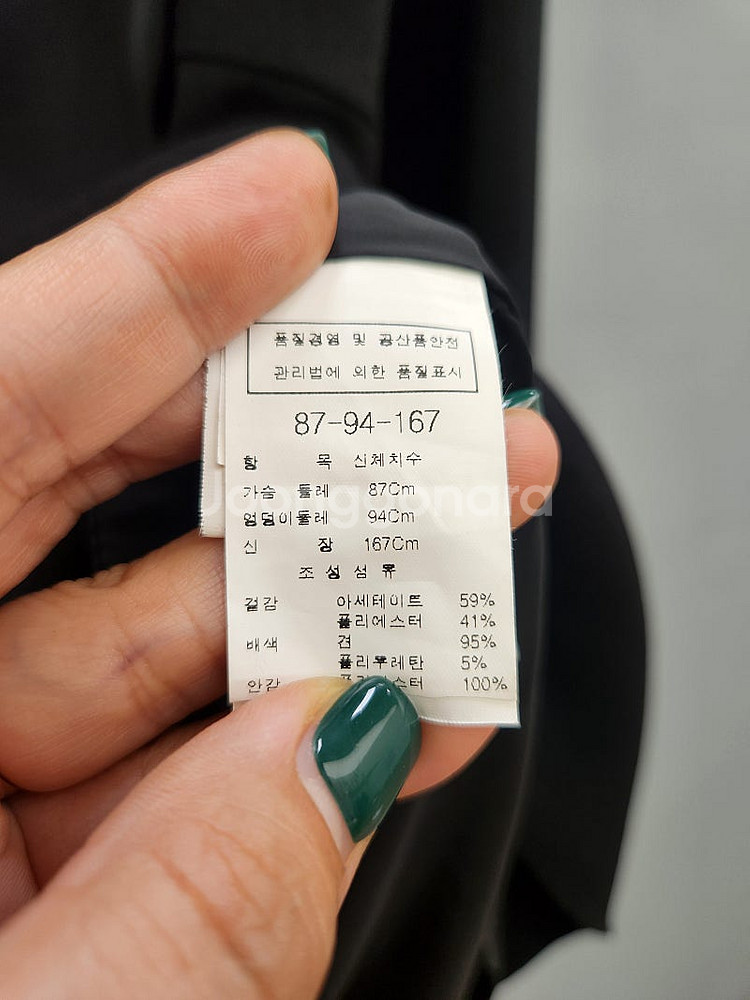 품질경영 및 공산품안전
관리법에 의한 품질표시
87-94-167
항 목 신체치수
가슴 둘레 87Cm
엉덩이둘레 94Cm
신 장 167Cm
조 성 섬 유
겉감 아세테이트 59%
폴리에스터 41%
배색 견 95%
폴리우레탄 5%
안감 100%
Joonggonara